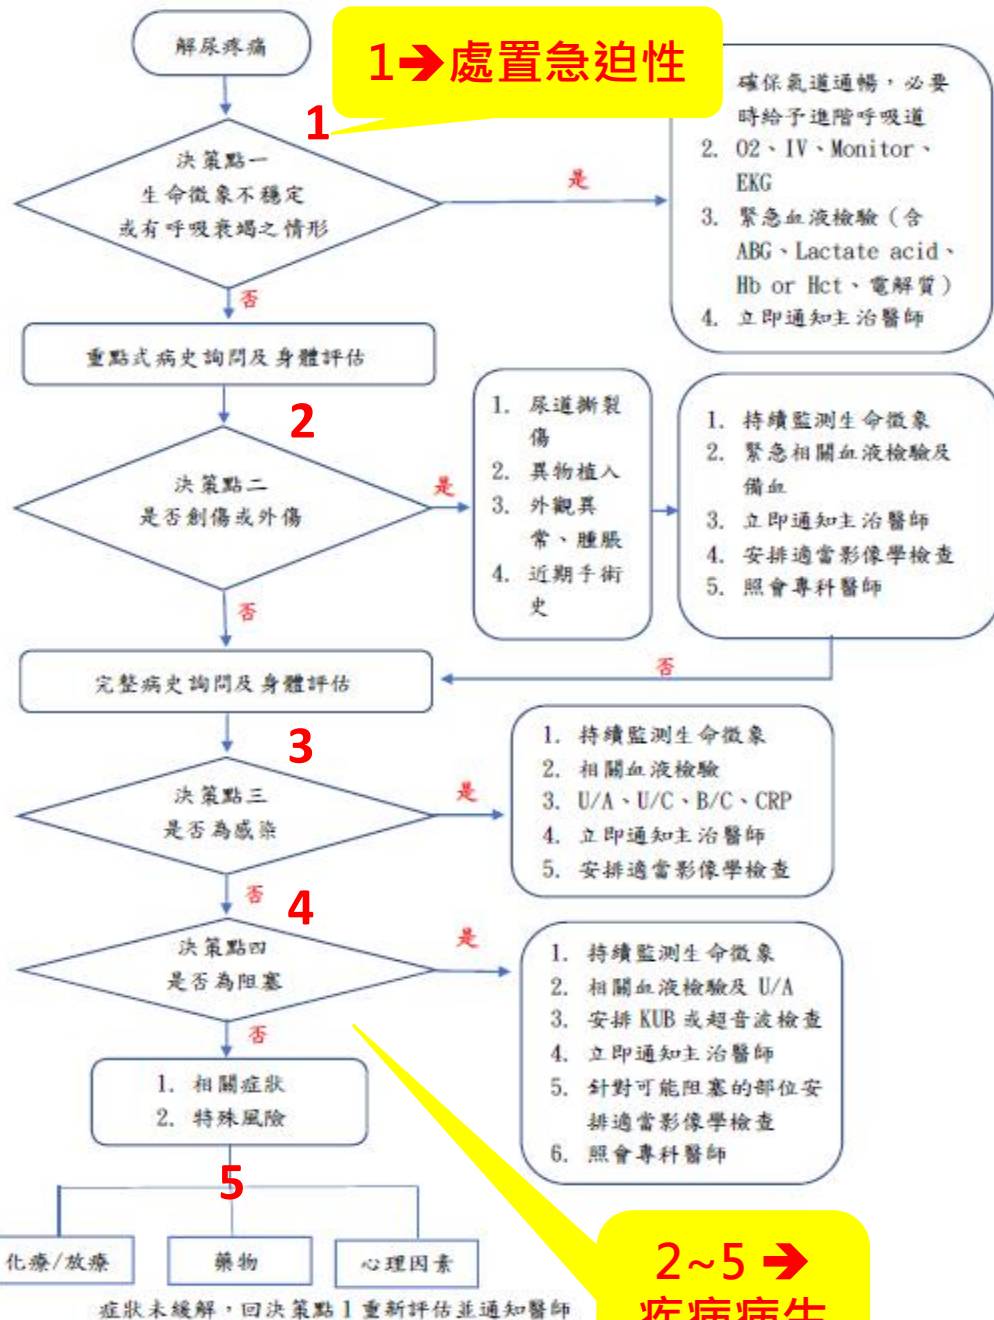 解尿疼痛
1➔處置急迫性
1
決策點一
生命徵象不穩定
或有呼吸衰竭之情形
是
確保氣道通暢，必要
時給予進階呼吸道
2. O2、IV、Monitor、
EKG
3. 緊急血液檢驗（含
ABG、Lactate acid、
Hb or Hct、電解質）
4. 立即通知主治醫師
否
重點式病史詢問及身體評估
2
決策點二
是否創傷或外傷
是
1. 尿道撕裂
傷
2. 異物植入
3. 外觀異
常、腫脹
4. 近期手術
史
1. 持續監測生命徵象
2. 緊急相關血液檢驗及
備血
3. 立即通知主治醫師
4. 安排適當影像學檢查
5. 照會專科醫師
否
否
完整病史詢問及身體評估
3
決策點三
是否為感染
是
1. 持續監測生命徵象
2. 相關血液檢驗
3. U/A、U/C、B/C、CRP
4. 立即通知主治醫師
5. 安排適當影像學檢查
否
4
決策點四
是否為阻塞
是
1. 持續監測生命徵象
2. 相關血液檢驗及 U/A
3. 安排 KUB 或超音波檢查
4. 立即通知主治醫師
5. 針對可能阻塞的部位安
排適當影像學檢查
6. 照會專科醫師
否
1. 相關症狀
2. 特殊風險
5
化療/放療
藥物
心理因素
2~5 ➔
疾病病生
症狀未緩解，回決策點 1 重新評估並通知醫師